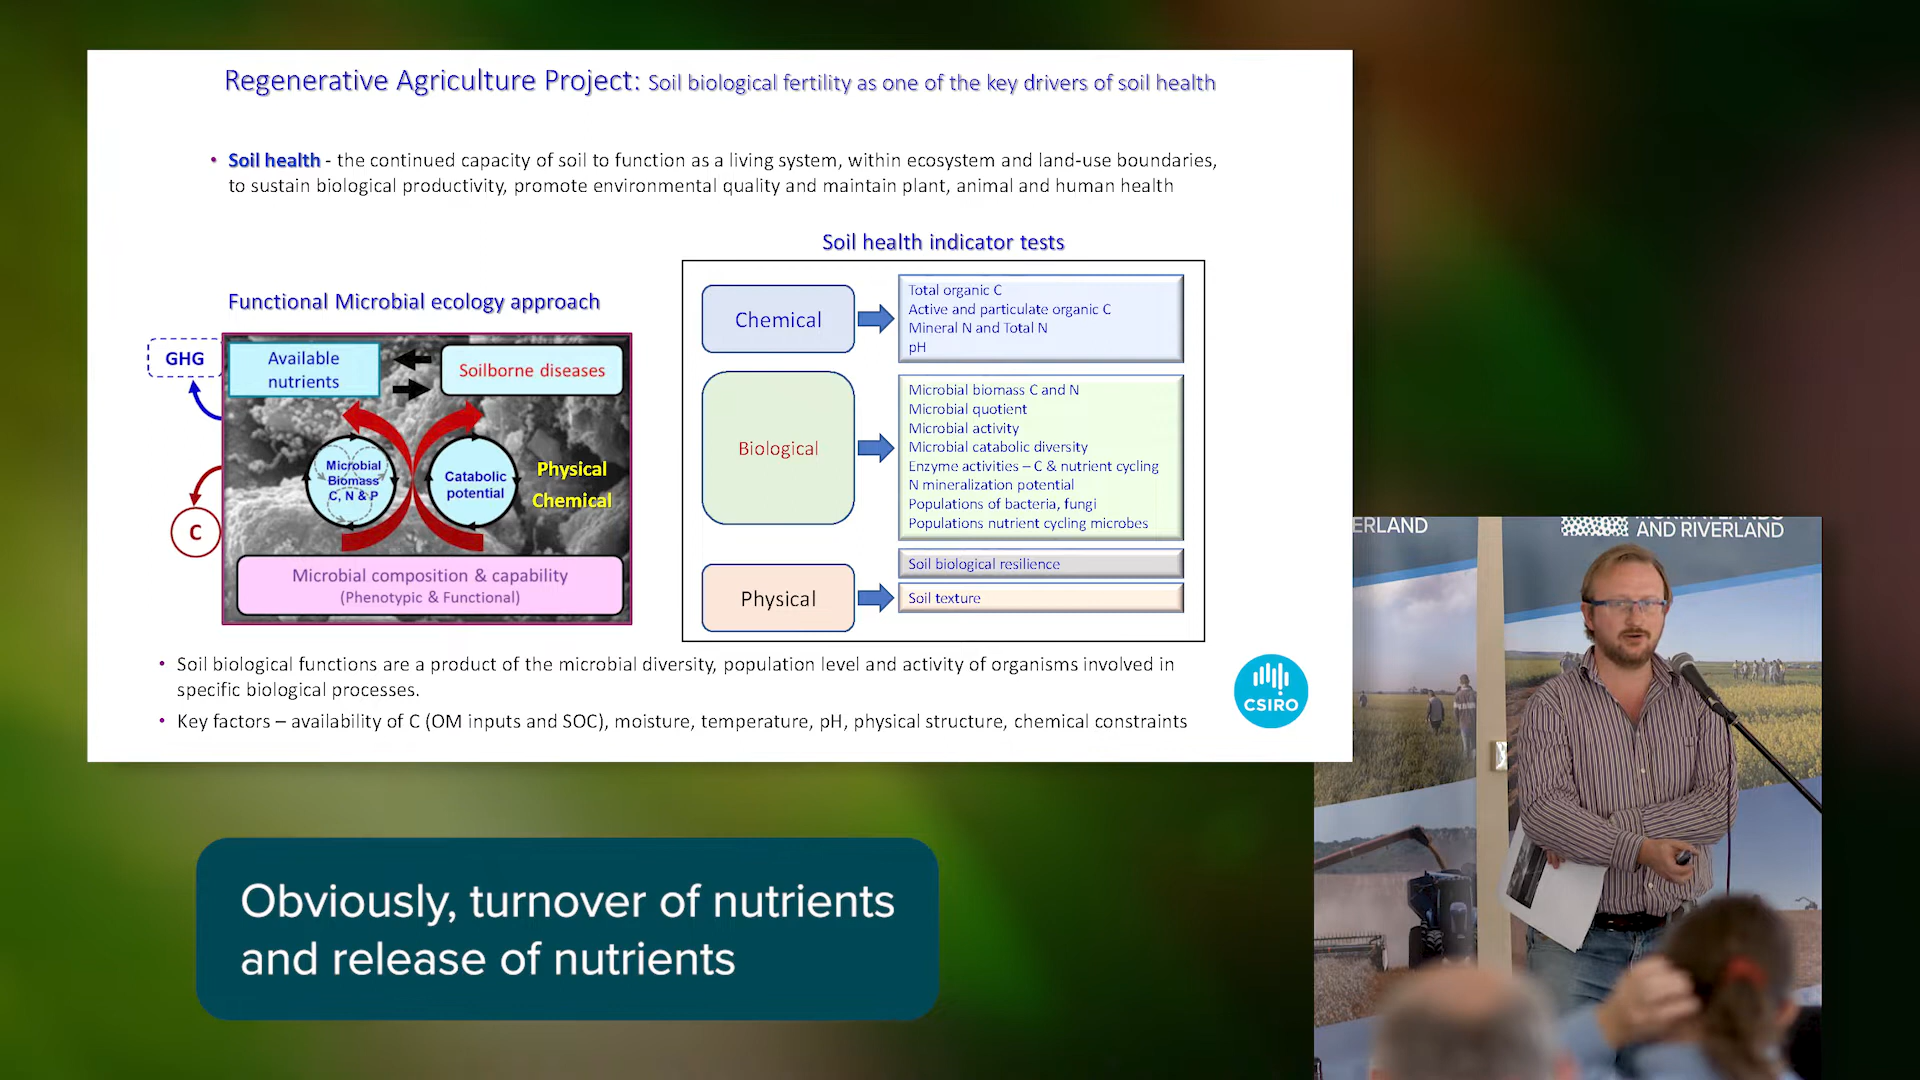 Regenerative Agriculture Project: Soil biological fertility as one of the key drivers of soil health
• Soil health - the continued capacity of soil to function as a living system, within ecosystem and land-use boundaries,
to sustain biological productivity, promote environmental quality and maintain plant, animal and human health
Functional Microbial ecology approach
GHG
Available
nutrients
Soilborne diseases
Microbial
Biomass
C, N & P
Catabolic
potential
Physical
Chemical
C
Microbial composition & capability
(Phenotypic & Functional)
Soil health indicator tests
Chemical
Total organic C
Active and particulate organic C
Mineral N and Total N
pH
Biological
Microbial biomass C and N
Microbial quotient
Microbial activity
Microbial catabolic diversity
Enzyme activities – C & nutrient cycling
N mineralization potential
Populations of bacteria, fungi
Populations nutrient cycling microbes
Soil biological resilience
Physical
Soil texture
• Soil biological functions are a product of the microbial diversity, population level and activity of organisms involved in
specific biological processes.
• Key factors – availability of C (OM inputs and SOC), moisture, temperature, pH, physical structure, chemical constraints
CSIRO
ERLAND
AND RIVERLAND
Obviously, turnover of nutrients
and release of nutrients